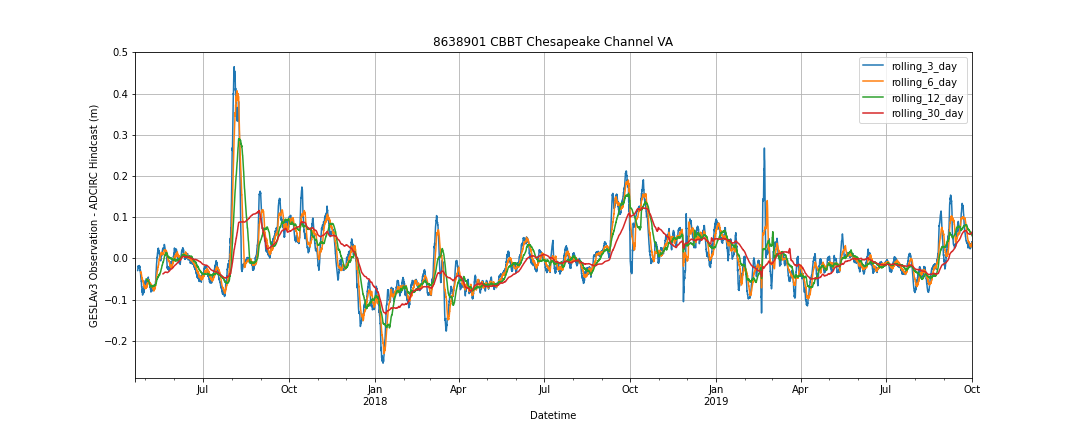 8638901 CBBT Chesapeake Channel VA
GESLAv3 Observation - ADCIRC Hindcast (m)
0.5
0.4
0.3
0.2
0.1
0.0
−0.1
−0.2
rolling_3_day
rolling_6_day
rolling_12_day
rolling_30_day
Jul
Oct
Jan
2018
Apr
Jul
Oct
Jan
2019
Apr
Jul
Oct
Datetime